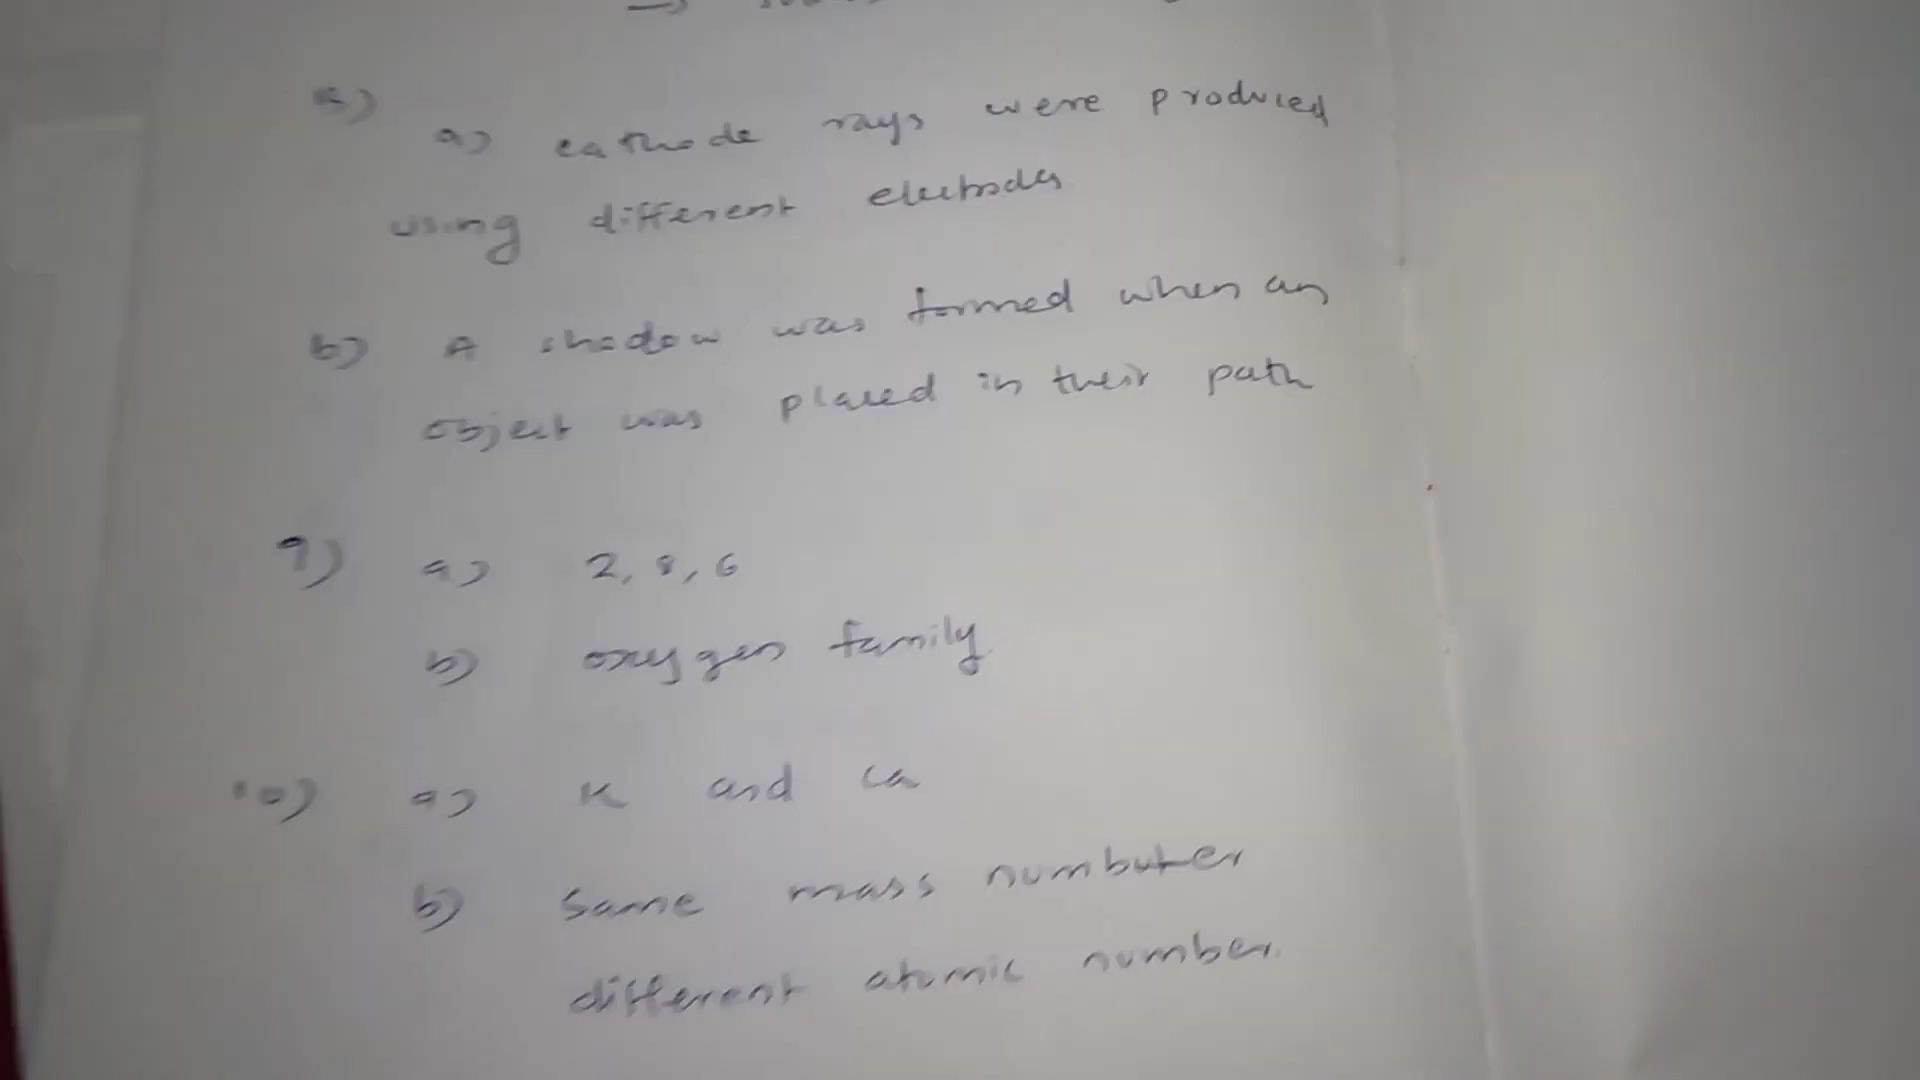 a) cathode rays were produced
using different electrodes
b) A shadow was formed when an
object was placed in their path
9) a) 2, 8, 6
b) oxygen family
10) a) K and Ca
b) Same mass number
different atomic number.